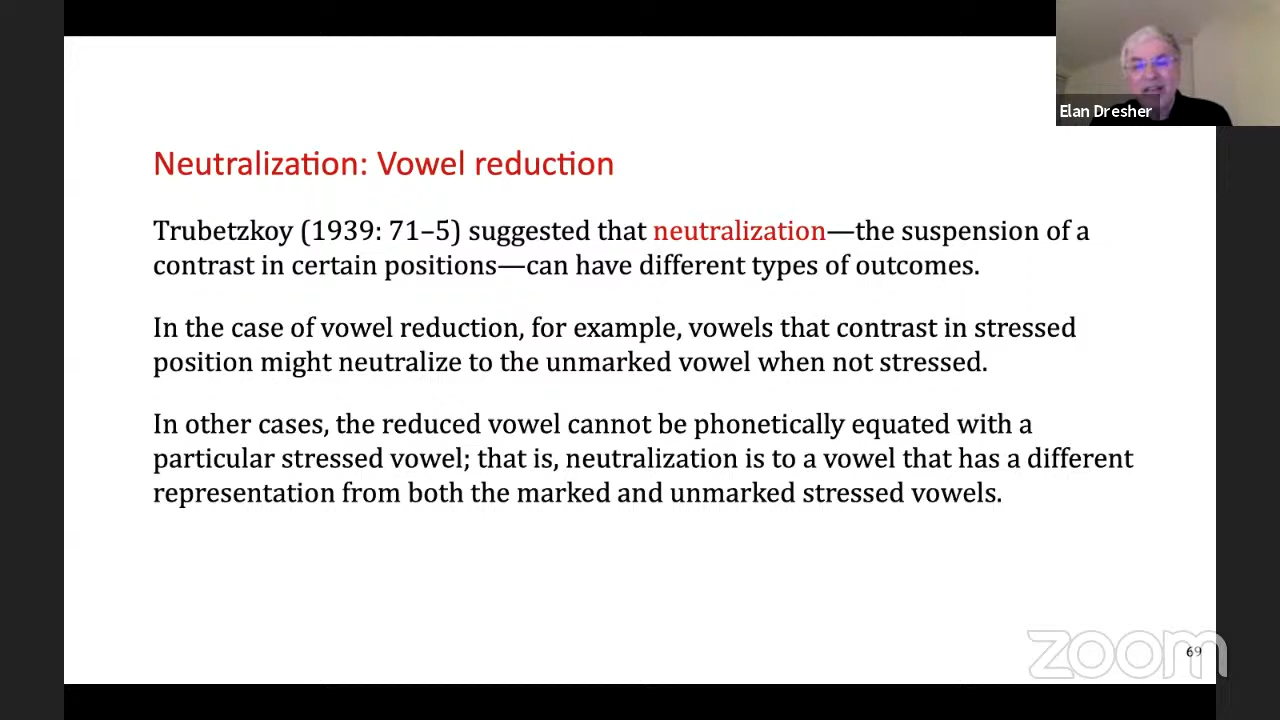 Elan Dresher
Neutralization: Vowel reduction
Trubetzkoy (1939: 71–5) suggested that neutralization—the suspension of a
contrast in certain positions—can have different types of outcomes.
In the case of vowel reduction, for example, vowels that contrast in stressed
position might neutralize to the unmarked vowel when not stressed.
In other cases, the reduced vowel cannot be phonetically equated with a
particular stressed vowel; that is, neutralization is to a vowel that has a different
representation from both the marked and unmarked stressed vowels.
zoom
69